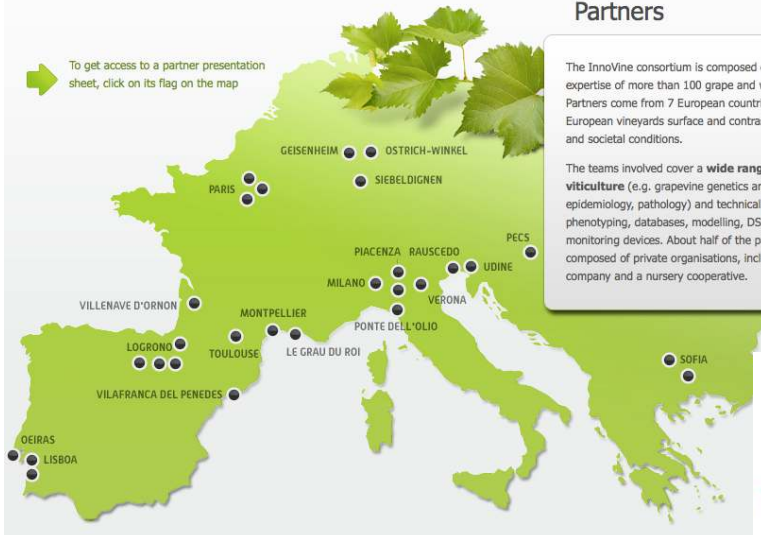 Partners
To get access to a partner presentation
sheet, click on its flag on the map
The InnoVine consortium is composed
expertise of more than 100 grape and
Partners come from 7 European
European vineyards surface and
and societal conditions.
The teams involved cover a wide
viticulture (e.g. grapevine genetics
epidemiology, pathology) and technical
phenotyping, databases, modelling,
monitoring devices. About half of the
composed of private organisations,
company and a nursery cooperative.
GEISENHEIM
OSTRICH-WINKEL
PARIS
SIEBELDIGNEN
PECS
PIACENZA
RAUSCEDO
UDINE
MILANO
VERONA
VILLENAVE D'ORNON
MONTPELLIER
PONTE DELL'OLIO
LOGRONO
TOULOUSE
LE GRAU DU ROI
SOFIA
VILAFRANCA DEL PENEDES
OEIRAS
LISBOA